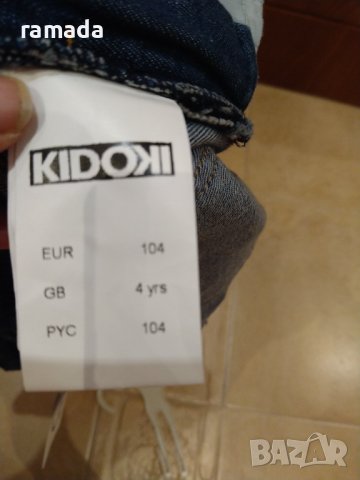 ramada
KIDOKI
EUR 104
GB 4 yrs
PYC 104
BAZAR